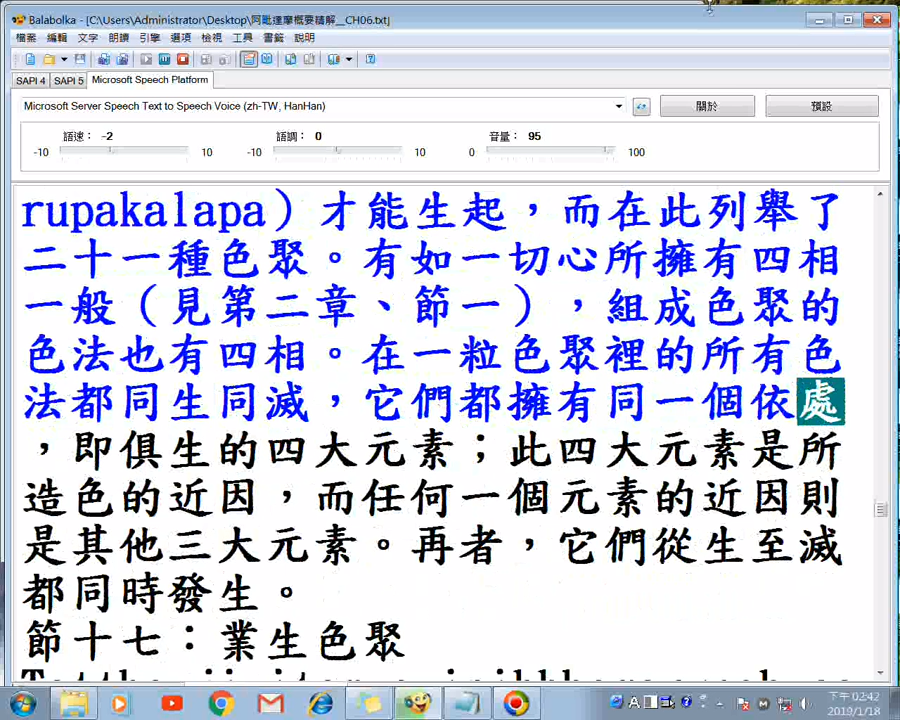 Balabolka - [C:\Users\Administrator\Desktop\阿毗達摩概要精解__CH06.txt]
檔案 編輯 文字 朗讀 引擎 選項 檢視 工具 書籤 說明
SAPI 4 SAPI 5 Microsoft Speech Platform
Microsoft Server Speech Text to Speech Voice (zh-TW, HanHan) 關於 預設
語速： -2 語調： 0 音量： 95
-10 10 -10 10 0 100
rupakalapa）才能生起，而在此列舉了
二十一種色聚。有如一切心所擁有四相
一般（見第二章、節一），組成色聚的
色法也有四相。在一粒色聚裡的所有色
法都同生同滅，它們都擁有同一個依處
，即俱生的四大元素；此四大元素是所
造色的近因，而任何一個元素的近因則
是其他三大元素。再者，它們從生至滅
都同時發生。
節十七：業生色聚
下午 02:42
2019/1/18